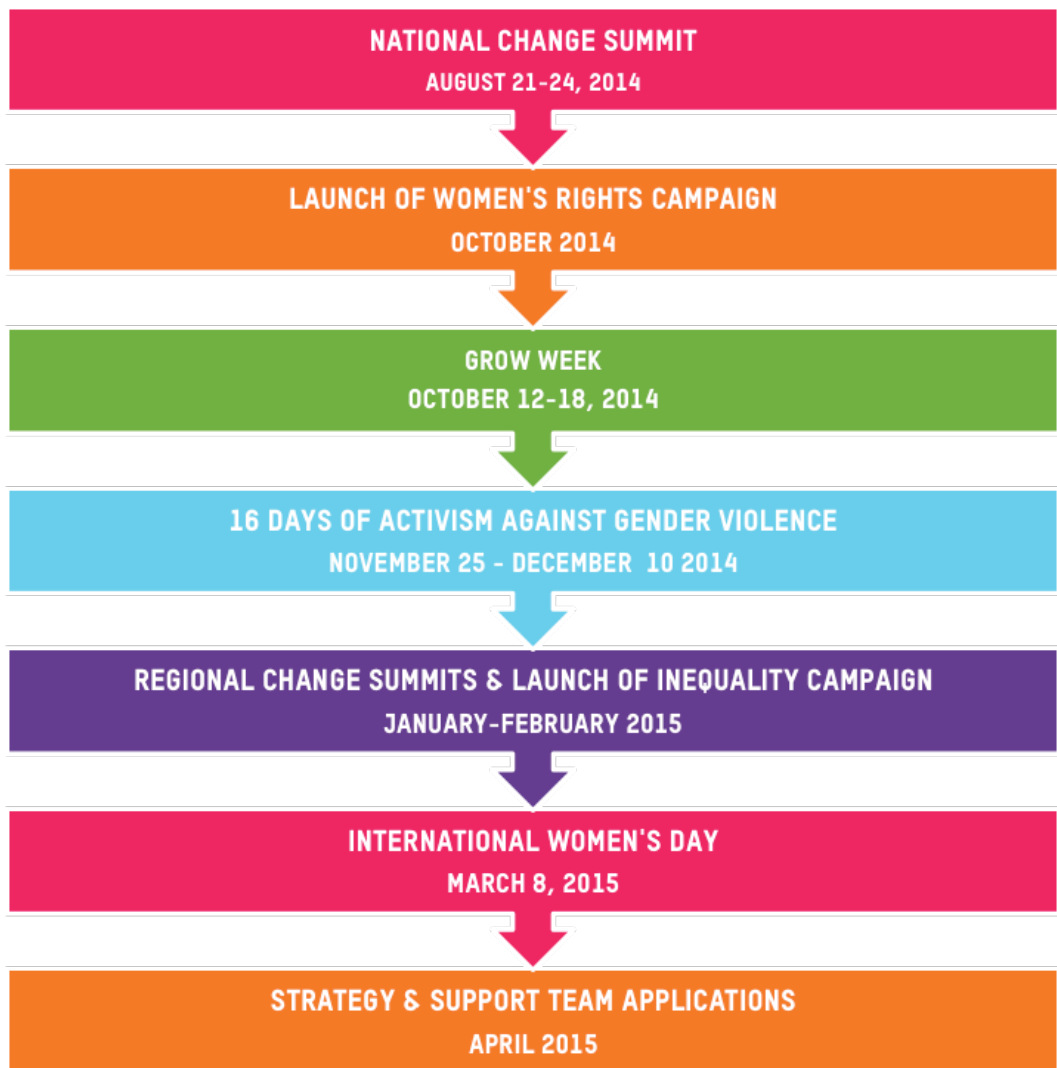 NATIONAL CHANGE SUMMIT
AUGUST 21-24, 2014
LAUNCH OF WOMEN'S RIGHTS CAMPAIGN
OCTOBER 2014
GROW WEEK
OCTOBER 12-18, 2014
16 DAYS OF ACTIVISM AGAINST GENDER VIOLENCE
NOVEMBER 25 - DECEMBER 10 2014
REGIONAL CHANGE SUMMITS & LAUNCH OF INEQUALITY CAMPAIGN
JANUARY-FEBRUARY 2015
INTERNATIONAL WOMEN'S DAY
MARCH 8, 2015
STRATEGY & SUPPORT TEAM APPLICATIONS
APRIL 2015